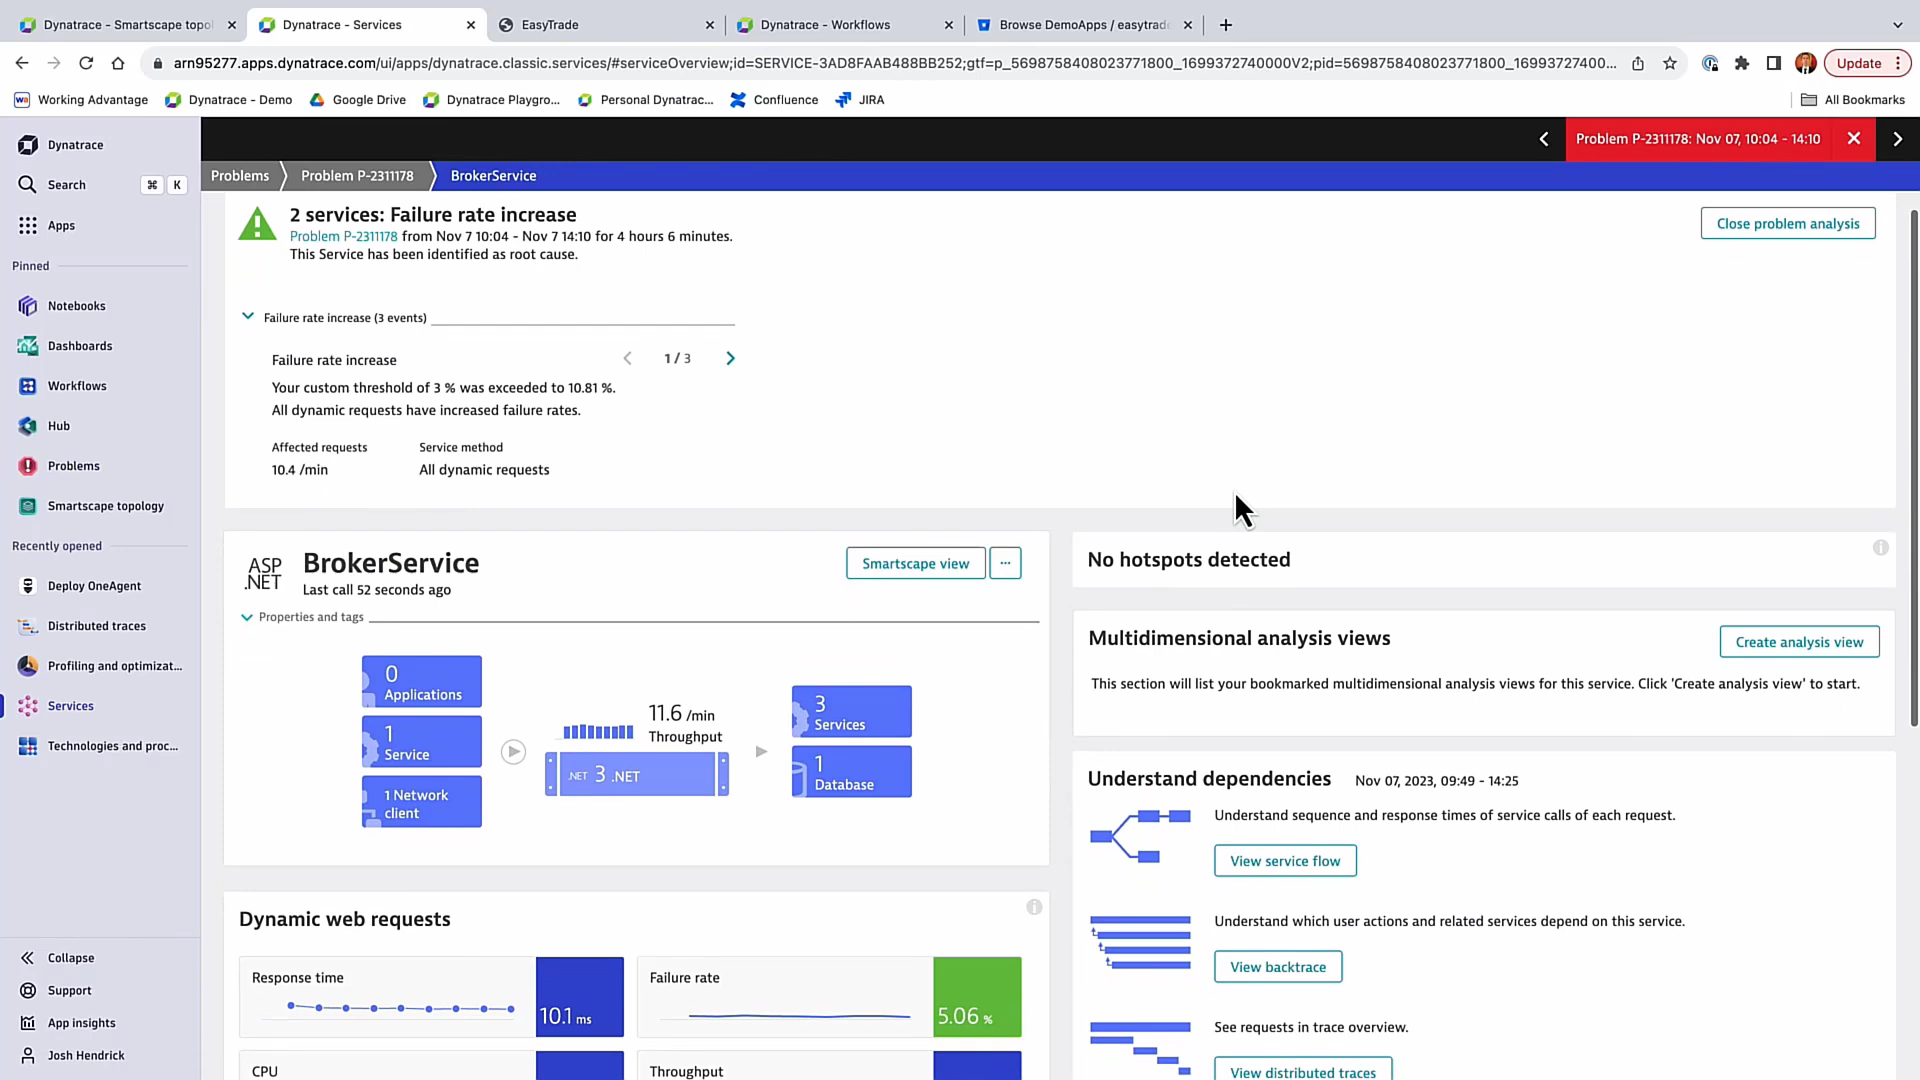 Dynatrace - Smartscape topol
Dynatrace - Services
EasyTrade
Dynatrace - Workflows
Browse DemoApps / easytrade
arn95277.apps.dynatrace.com/ui/apps/dynatrace.classic.services/#serviceOverview;id=SERVICE-3AD8FAAB488BB252;gtf=p_5698758408023771800_1699372740000V2;pid=5698758408023771800_16993727400...
Update
Working Advantage
Dynatrace - Demo
Google Drive
Dynatrace Playgro...
Personal Dynatrac...
Confluence
JIRA
All Bookmarks
Dynatrace
Search
⌘ K
Apps
Pinned
Notebooks
Dashboards
Workflows
Hub
Problems
Smartscape topology
Recently opened
Deploy OneAgent
Distributed traces
Profiling and optimizat...
Services
Technologies and proc...
Collapse
Support
App insights
Josh Hendrick
Problem P-2311178: Nov 07, 10:04 - 14:10
Problems
Problem P-2311178
BrokerService
2 services: Failure rate increase
Problem P-2311178 from Nov 7 10:04 - Nov 7 14:10 for 4 hours 6 minutes.
This Service has been identified as root cause.
Close problem analysis
Failure rate increase (3 events)
Failure rate increase
1 / 3
Your custom threshold of 3 % was exceeded to 10.81 %.
All dynamic requests have increased failure rates.
Affected requests
Service method
10.4 /min
All dynamic requests
ASP
.NET
BrokerService
Last call 52 seconds ago
Smartscape view
...
Properties and tags
0
Applications
1
Service
1 Network
client
11.6 /min
Throughput
.NET 3 .NET
3
Services
1
Database
Dynamic web requests
Response time
10.1 ms
Failure rate
5.06 %
CPU
Throughput
No hotspots detected
Multidimensional analysis views
Create analysis view
This section will list your bookmarked multidimensional analysis views for this service. Click 'Create analysis view' to start.
Understand dependencies
Nov 07, 2023, 09:49 - 14:25
Understand sequence and response times of service calls of each request.
View service flow
Understand which user actions and related services depend on this service.
View backtrace
See requests in trace overview.
View distributed traces